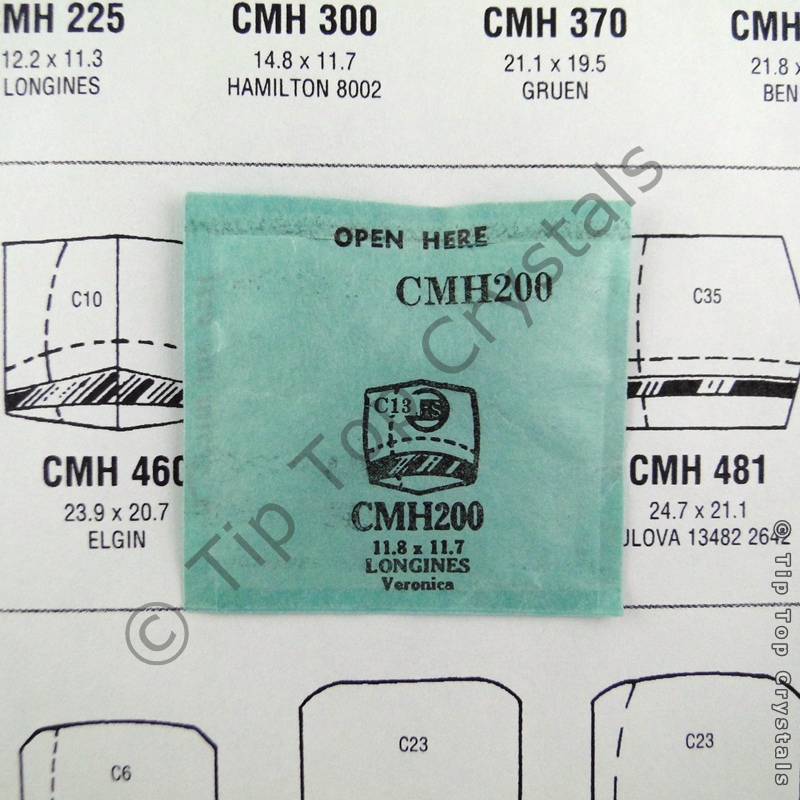 MH 225
12.2 x 11.3
LONGINES
CMH 300
14.8 x 11.7
HAMILTON 8002
CMH 370
21.1 x 19.5
GRUEN
CMH
21.8 x
BEN
OPEN HERE
CMH200
C13 GS
CMH200
11.8 x 11.7
LONGINES
Veronica
C10
CMH 460
23.9 x 20.7
ELGIN
C35
CMH 481
24.7 x 21.1
ULOVA 13482 2642
C6
C23
C23
© Tip Top Crystals
© Tip Top Crystals